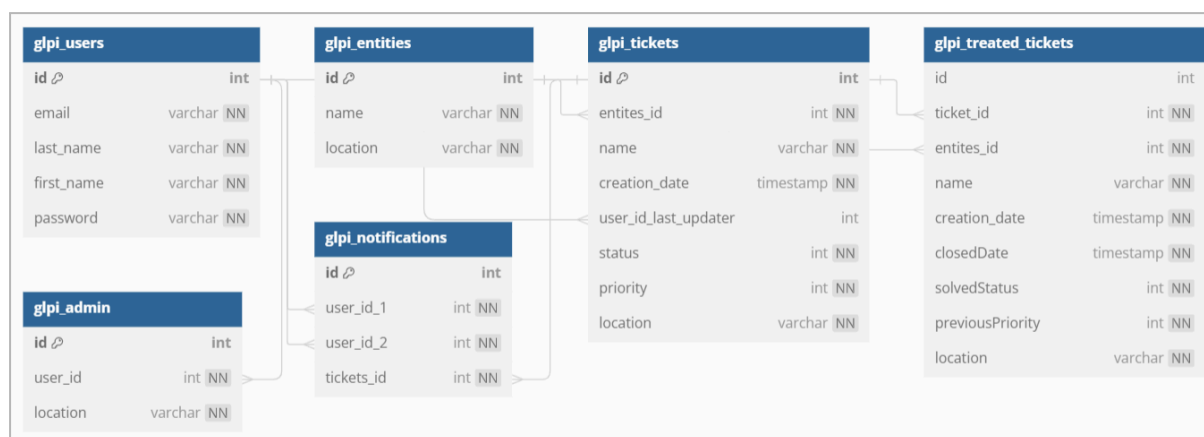 glpi_users
id int
email varchar NN
last_name varchar NN
first_name varchar NN
password varchar NN
glpi_admin
id int
user_id int NN
location varchar NN
glpi_entities
id int
name varchar NN
location varchar NN
glpi_notifications
id int
user_id_1 int NN
user_id_2 int NN
tickets_id int NN
glpi_tickets
id int
entites_id int NN
name varchar NN
creation_date timestamp NN
user_id_last_updater int
status int NN
priority int NN
location varchar NN
glpi_treated_tickets
id int
ticket_id int NN
entites_id int NN
name varchar NN
creation_date timestamp NN
closedDate timestamp NN
solvedStatus int NN
previousPriority int NN
location varchar NN